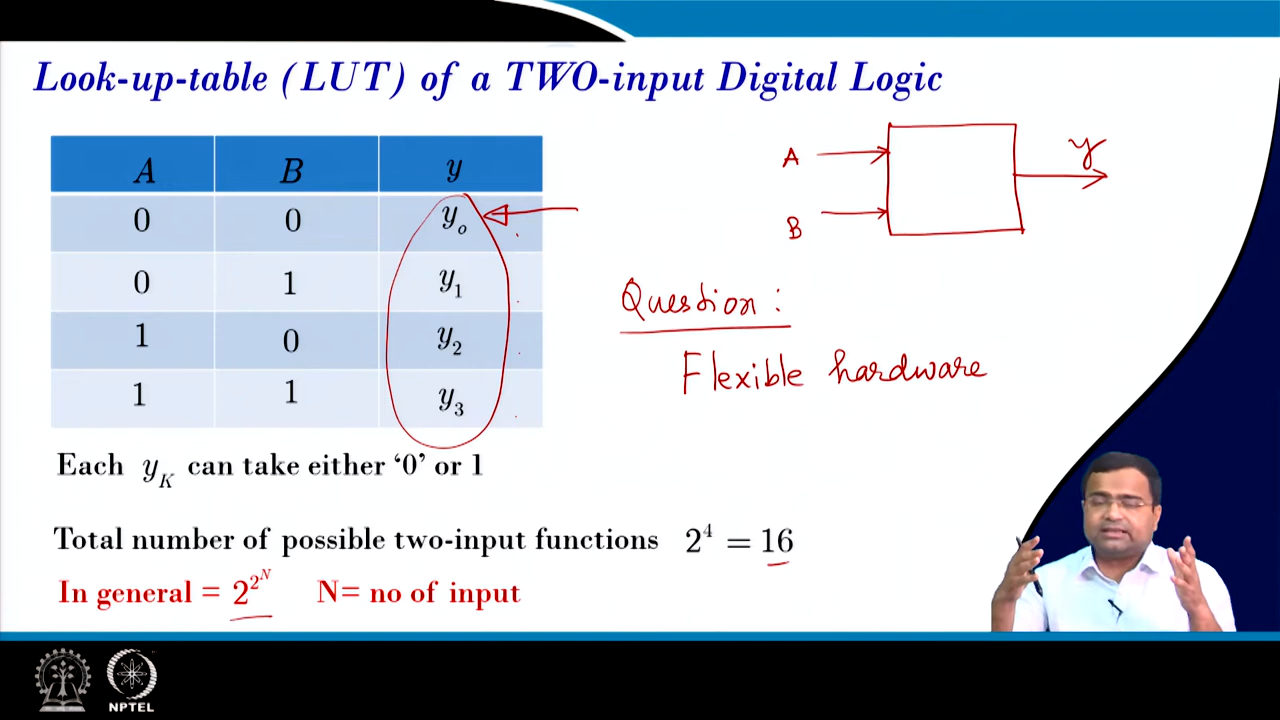 Look-up-table (LUT) of a TWO-input Digital Logic
A B y
0 0 yₒ
0 1 y₁
1 0 y₂
1 1 y₃
A
B
y
Question :
Flexible hardware
Each y_K can take either ‘0’ or 1
Total number of possible two-input functions 2⁴ = 16
In general = 2^2^N N= no of input
NPTEL